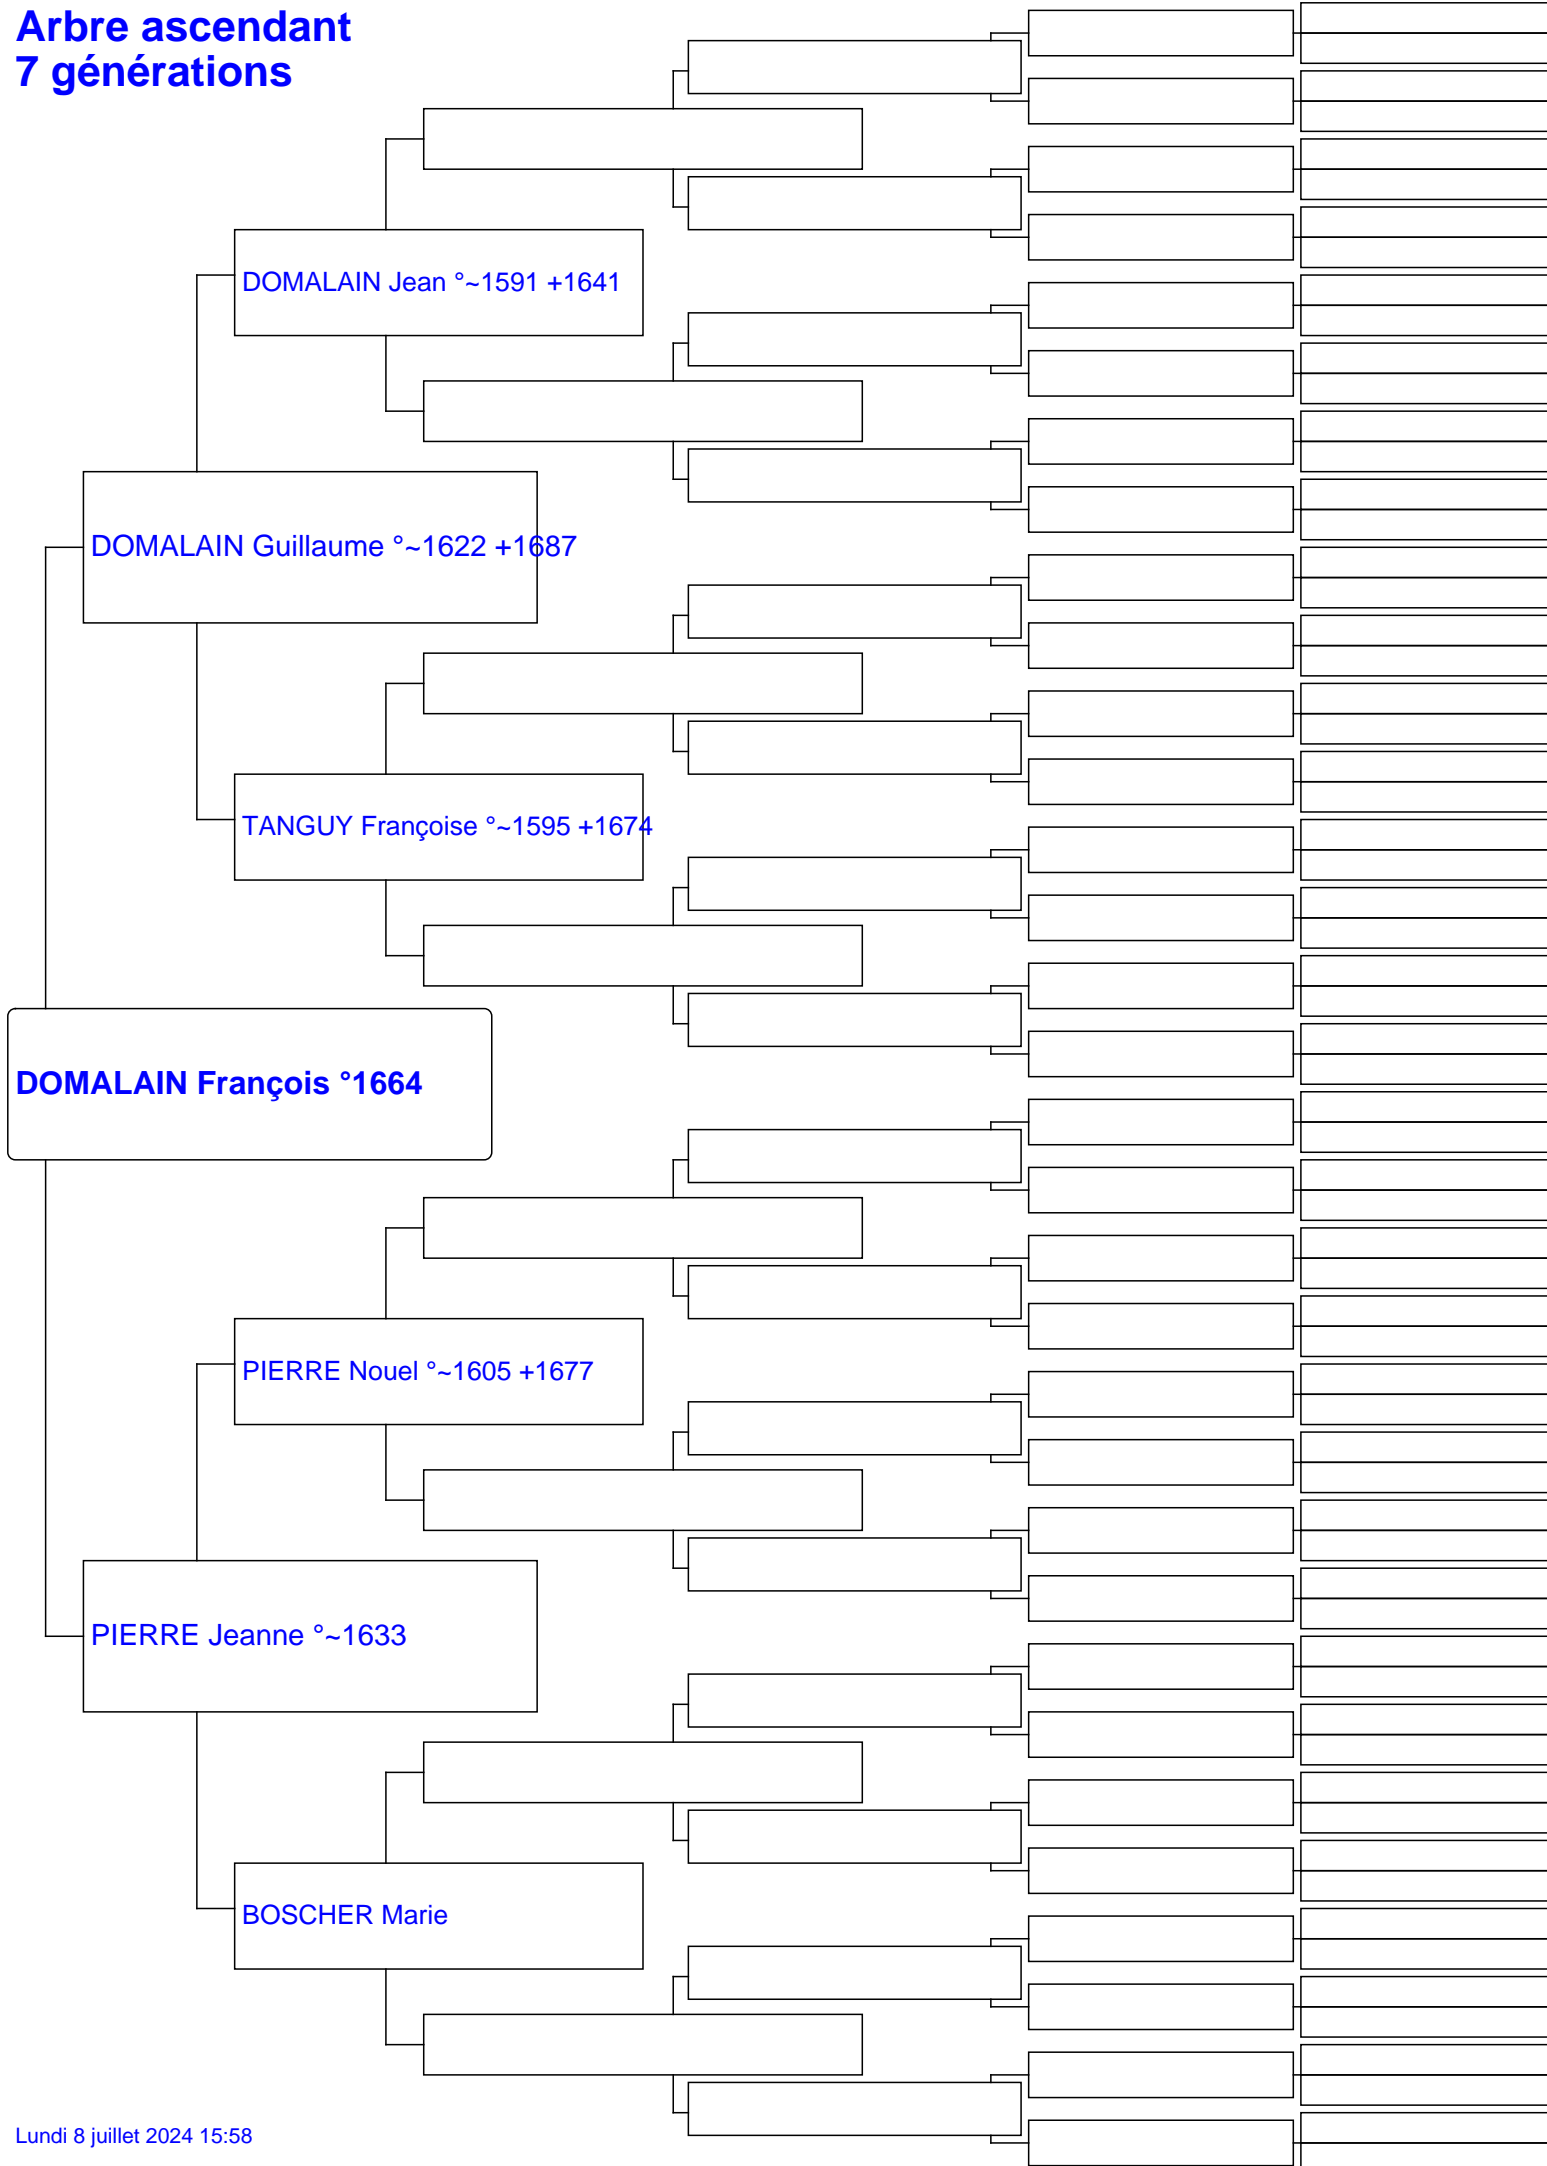 Arbre ascendant
7 générations
DOMALAIN Jean °~1591 +1641
DOMALAIN Guillaume °~1622 +1687
TANGUY Françoise °~1595 +1674
DOMALAIN François °1664
PIERRE Nouel °~1605 +1677
PIERRE Jeanne °~1633
BOSCHER Marie
Lundi 8 juillet 2024 15:58